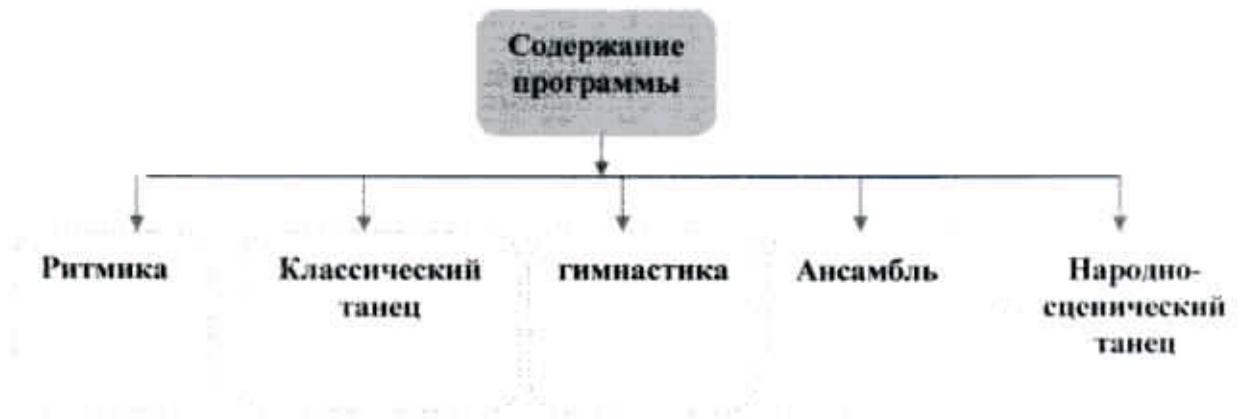 Содержание
программы
Ритмика
Классический
танец
гимнастика
Ансамбль
Народно-
сценический
танец